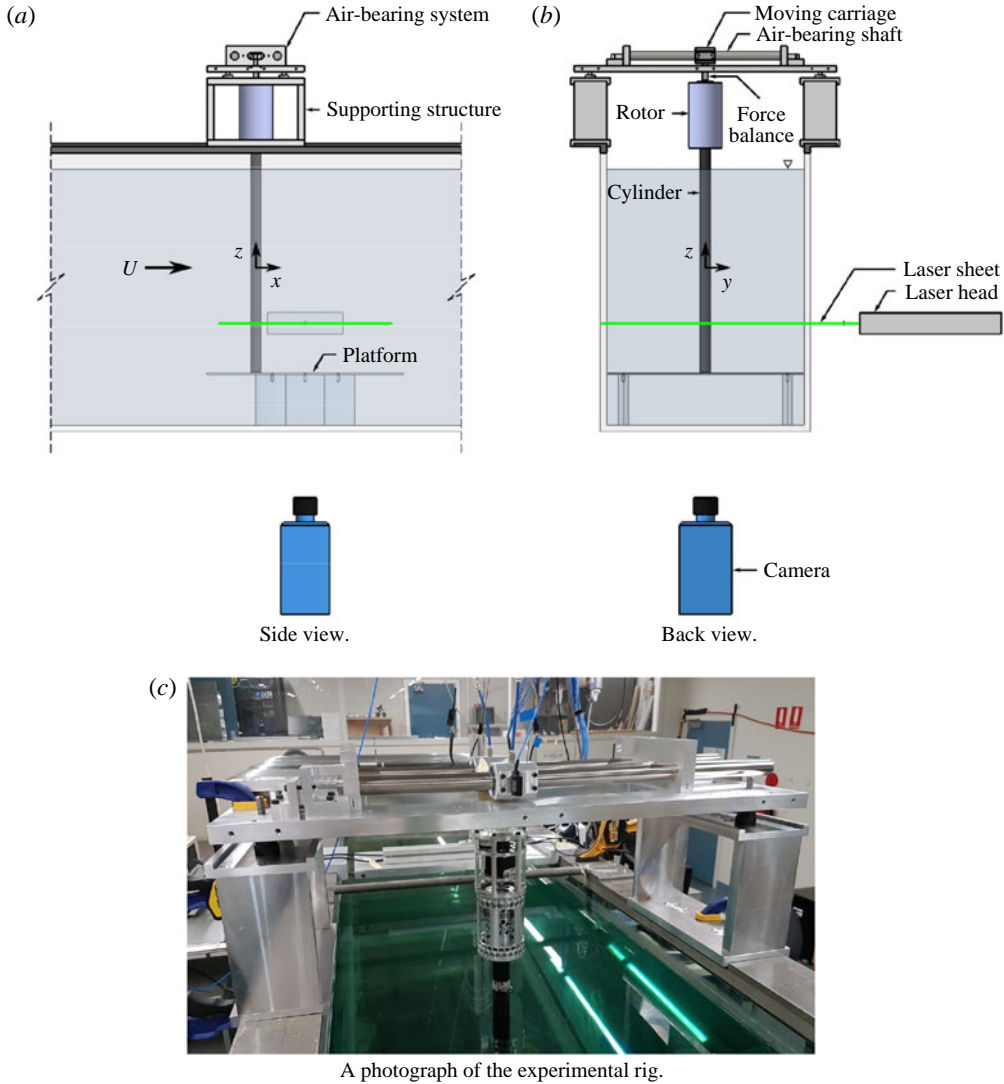 (a)
Air-bearing system
Supporting structure
U
z
x
Platform
Side view.
(b)
Moving carriage
Air-bearing shaft
Rotor
Force
balance
Cylinder
z
y
Laser sheet
Laser head
Camera
Back view.
(c)
A photograph of the experimental rig.